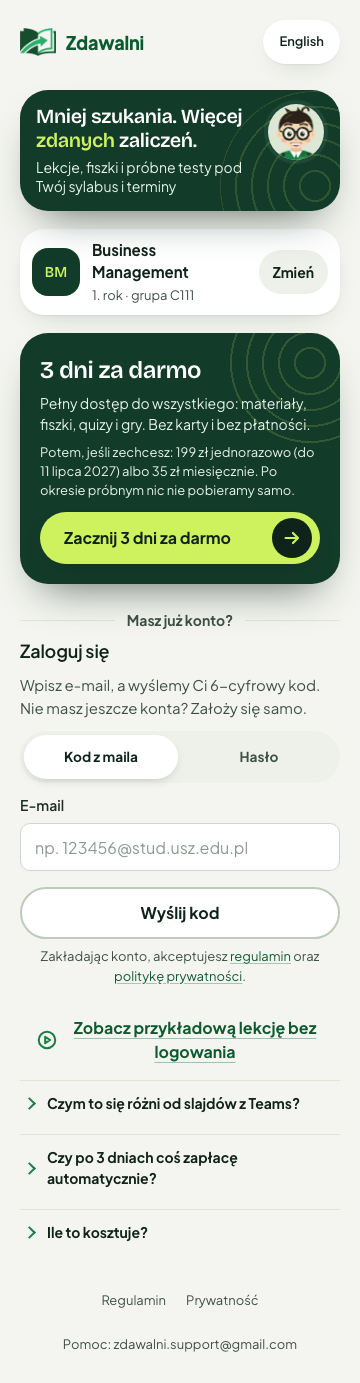 Zdawalni
English
Mniej szukania. Więcej
zdanych zaliczeń.
Lekcje, fiszki i próbne testy pod
Twój sylabus i terminy
BM
Business
Management
1. rok · grupa C111
Zmień
3 dni za darmo
Pełny dostęp do wszystkiego: materiały,
fiszki, quizy i gry. Bez karty i bez płatności.
Potem, jeśli zechcesz: 199 zł jednorazowo (do
11 lipca 2027) albo 35 zł miesięcznie. Po
okresie próbnym nic nie pobieramy samo.
Zacznij 3 dni za darmo
Masz już konto?
Zaloguj się
Wpisz e-mail, a wyślemy Ci 6-cyfrowy kod.
Nie masz jeszcze konta? Założy się samo.
Kod z maila
Hasło
E-mail
np. 123456@stud.usz.edu.pl
Wyślij kod
Zakładając konto, akceptujesz regulamin oraz
politykę prywatności.
Zobacz przykładową lekcję bez
logowania
Czym to się różni od slajdów z Teams?
Czy po 3 dniach coś zapłacę
automatycznie?
Ile to kosztuje?
Regulamin
Prywatność
Pomoc: zdawalni.support@gmail.com